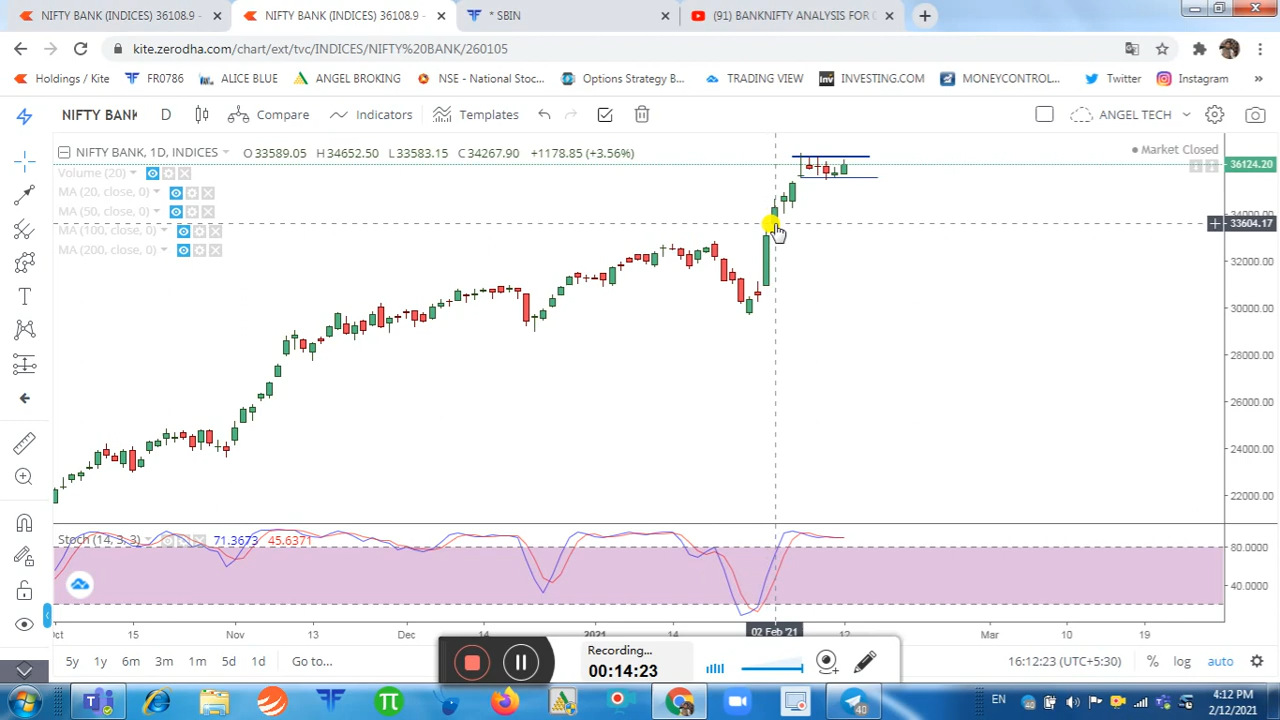 NIFTY BANK (INDICES) 36108.9 -
NIFTY BANK (INDICES) 36108.9 -
* SBIN
(91) BANKNIFTY ANALYSIS FOR
kite.zerodha.com/chart/ext/tvc/INDICES/NIFTY%20BANK/260105
Holdings / Kite
FR0786
ALICE BLUE
ANGEL BROKING
NSE - National Stoc...
Options Strategy B...
TRADING VIEW
INVESTING.COM
MONEYCONTROL...
Twitter
Instagram
NIFTY BANK
D
Compare
Indicators
Templates
ANGEL TECH
NIFTY BANK, 1D, INDICES
O 33589.05 H 34652.50 L 33583.15 C 34267.90 +1178.85 (+3.56%)
Market Closed
Volume (20)
MA (20, close, 0)
MA (50, close, 0)
MA (100, close, 0)
MA (200, close, 0)
36124.20
34000.00
33604.17
32000.00
30000.00
28000.00
26000.00
24000.00
22000.00
Stoch (14, 3, 3)
71.3673 45.6371
80.0000
40.0000
Oct 15 Nov 13 Dec 14 2021 14 02 Feb '21 12 Mar 10 19
5y 1y 6m 3m 1m 5d 1d Go to...
Recording...
00:14:23
16:12:23 (UTC+5:30) % log auto
EN
4:12 PM
2/12/2021